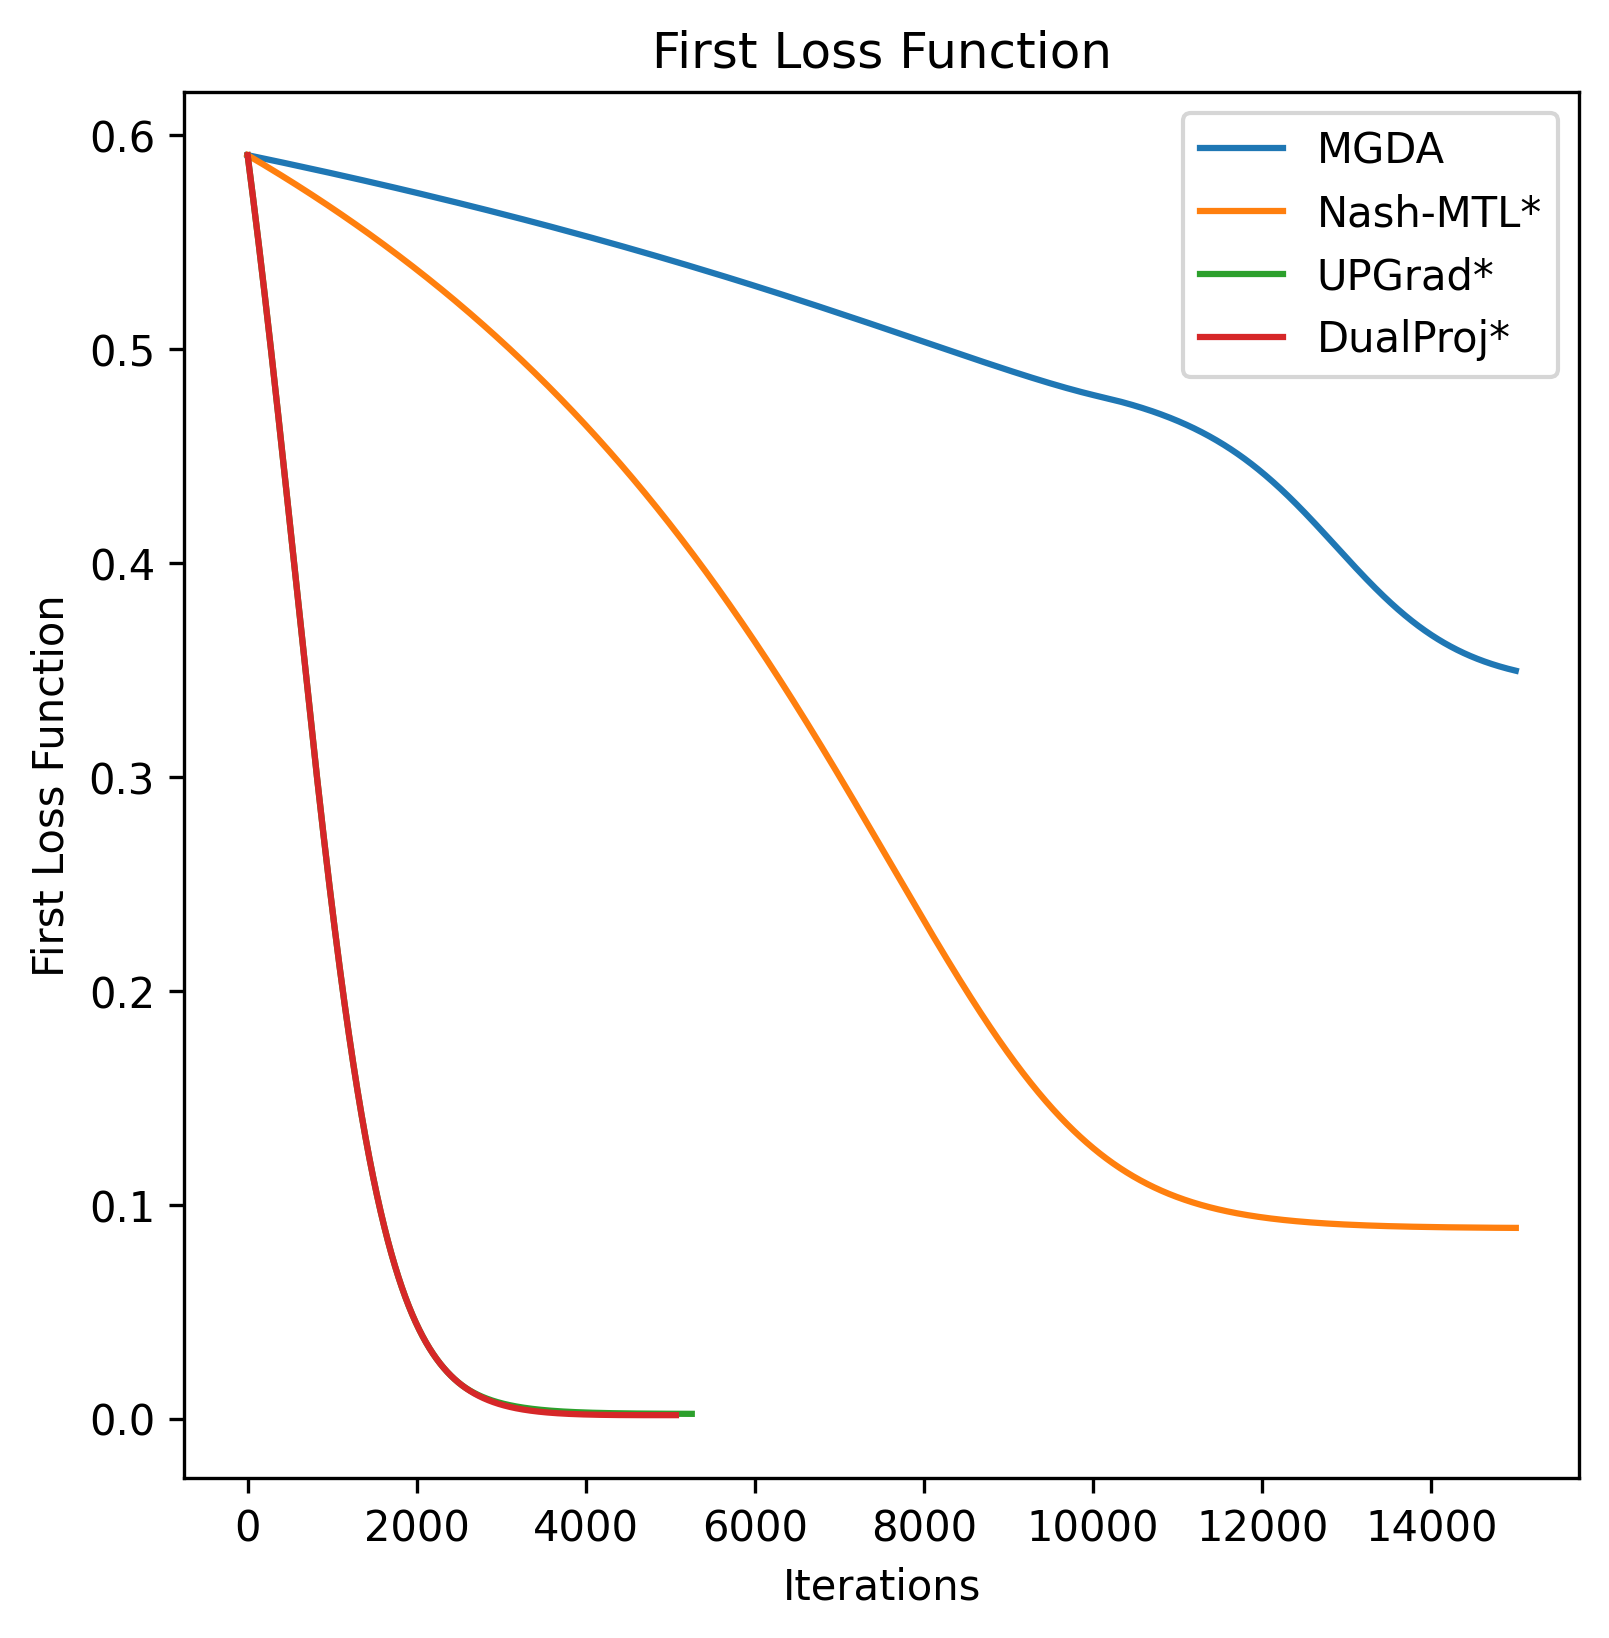 First Loss Function
MGDA
Nash-MTL*
UPGrad*
DualProj*
First Loss Function
0.6
0.5
0.4
0.3
0.2
0.1
0.0
0 2000 4000 6000 8000 10000 12000 14000
Iterations